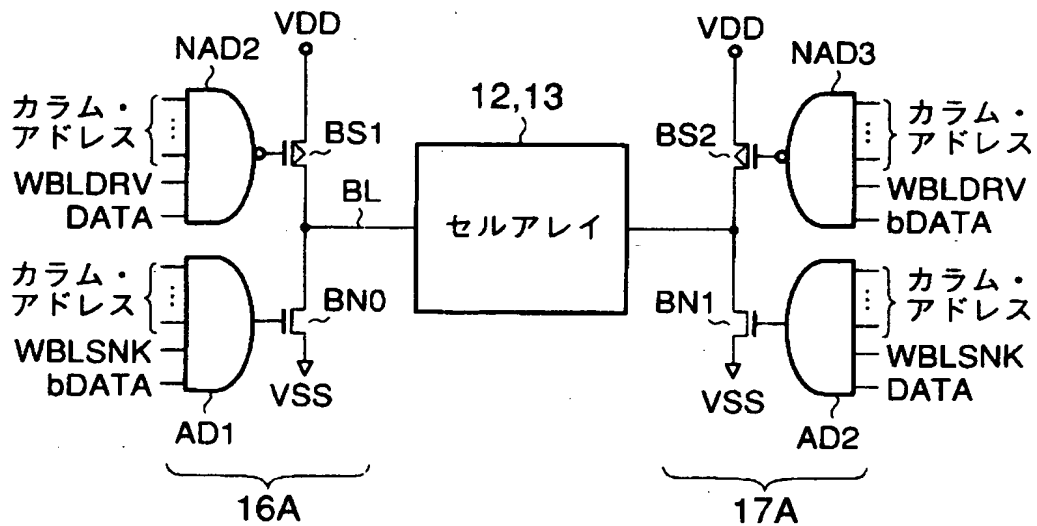 VDD
NAD2
カラム・
アドレス
BS1
WBLDRV
DATA
BL
カラム・
アドレス
BN0
WBLSNK
bDATA
VSS
AD1
16A
12,13
セルアレイ
VDD
NAD3
BS2
カラム・
アドレス
WBLDRV
bDATA
BN1
カラム・
アドレス
WBLSNK
DATA
VSS
AD2
17A